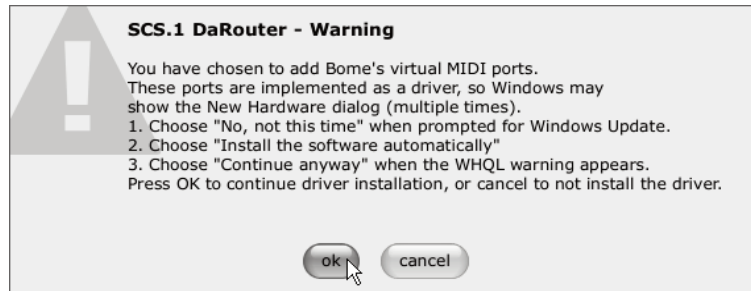 SCS.1 DaRouter - Warning
You have chosen to add Bome's virtual MIDI ports.
These ports are implemented as a driver, so Windows may
show the New Hardware dialog (multiple times).
1. Choose "No, not this time" when prompted for Windows Update.
2. Choose "Install the software automatically"
3. Choose "Continue anyway" when the WHQL warning appears.
Press OK to continue driver installation, or cancel to not install the driver.
ok cancel